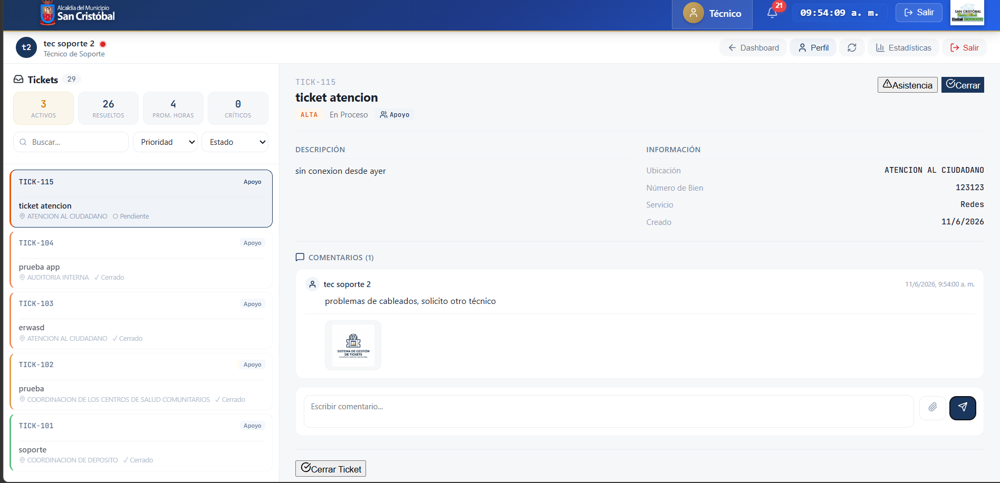 Alcaldía del Municipio
San Cristóbal
Técnico
21
09:54:09 a. m.
Salir
SAN CRISTÓBAL
Ciudad
t2
tec soporte 2
Técnico de Soporte
Dashboard
Perfil
Estadísticas
Salir
Tickets 29
3
ACTIVOS
26
RESUELTOS
4
PROM. HORAS
0
CRÍTICOS
Buscar...
Prioridad
Estado
TICK-115
Apoyo
ticket atencion
ATENCION AL CIUDADANO
Pendiente
TICK-104
Apoyo
prueba app
AUDITORIA INTERNA
✓ Cerrado
TICK-103
Apoyo
erwasd
ATENCION AL CIUDADANO
✓ Cerrado
TICK-102
Apoyo
prueba
COORDINACION DE LOS CENTROS DE SALUD COMUNITARIOS
✓ Cerrado
TICK-101
Apoyo
soporte
COORDINACION DE DEPOSITO
✓ Cerrado
TICK-115
ticket atencion
ALTA
En Proceso
Apoyo
Asistencia
Cerrar
DESCRIPCIÓN
sin conexion desde ayer
INFORMACIÓN
Ubicación
ATENCION AL CIUDADANO
Número de Bien
123123
Servicio
Redes
Creado
11/6/2026
COMENTARIOS (1)
tec soporte 2
11/6/2026, 9:54:00 a. m.
problemas de cableados, solicito otro técnico
SISTEMA DE GESTIÓN
DE TICKETS
Escribir comentario...
Cerrar Ticket